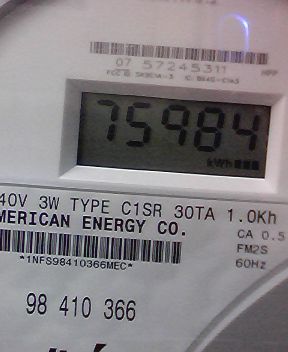 07 57245311
75984
kWh
40V 3W TYPE C1SR 30TA 1.0Kh
MERICAN ENERGY CO.
CA 0.5
FM2S
*1NFS98410366MEC*
60Hz
98 410 366